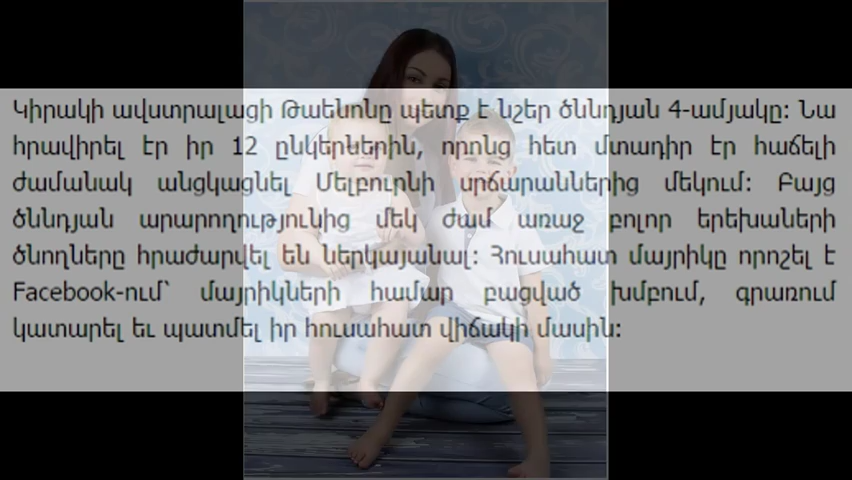 Կիրակի ավստրալացի Թաենոնը պետք է նշեր ծննդյան 4-ամյակը: Նա
հրավիրել էր իր 12 ընկերներին, որոնց հետ մտադիր էր հաճելի
ժամանակ անցկացնել Մելբուրնի սրճարաններից մեկում: Բայց
ծննդյան արարողությունից մեկ ժամ առաջ բոլոր երեխաների
ծնողները հրաժարվել են ներկայանալ: Հուսահատ մայրիկը որոշել է
Facebook-ում՝ մայրիկների համար բացված խմբում, գրառում
կատարել եւ պատմել իր հուսահատ վիճակի մասին: